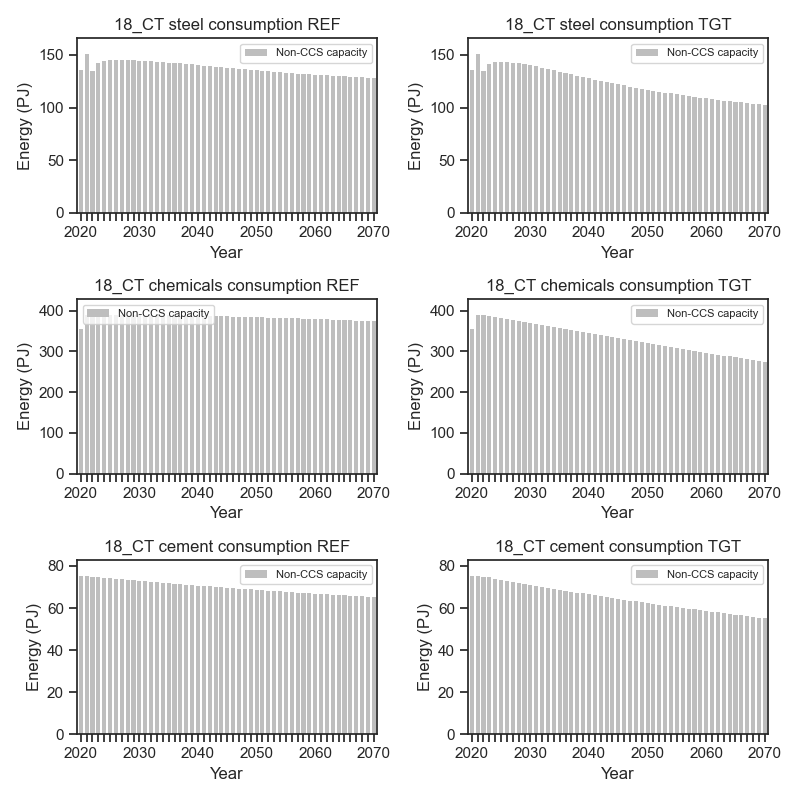 18_CT steel consumption REF
Energy (PJ)
150
100
50
0
Non-CCS capacity
2020 2030 2040 2050 2060 2070
Year
18_CT steel consumption TGT
Energy (PJ)
150
100
50
0
Non-CCS capacity
2020 2030 2040 2050 2060 2070
Year
18_CT chemicals consumption REF
Energy (PJ)
400
300
200
100
0
Non-CCS capacity
2020 2030 2040 2050 2060 2070
Year
18_CT chemicals consumption TGT
Energy (PJ)
400
300
200
100
0
Non-CCS capacity
2020 2030 2040 2050 2060 2070
Year
18_CT cement consumption REF
Energy (PJ)
80
60
40
20
0
Non-CCS capacity
2020 2030 2040 2050 2060 2070
Year
18_CT cement consumption TGT
Energy (PJ)
80
60
40
20
0
Non-CCS capacity
2020 2030 2040 2050 2060 2070
Year